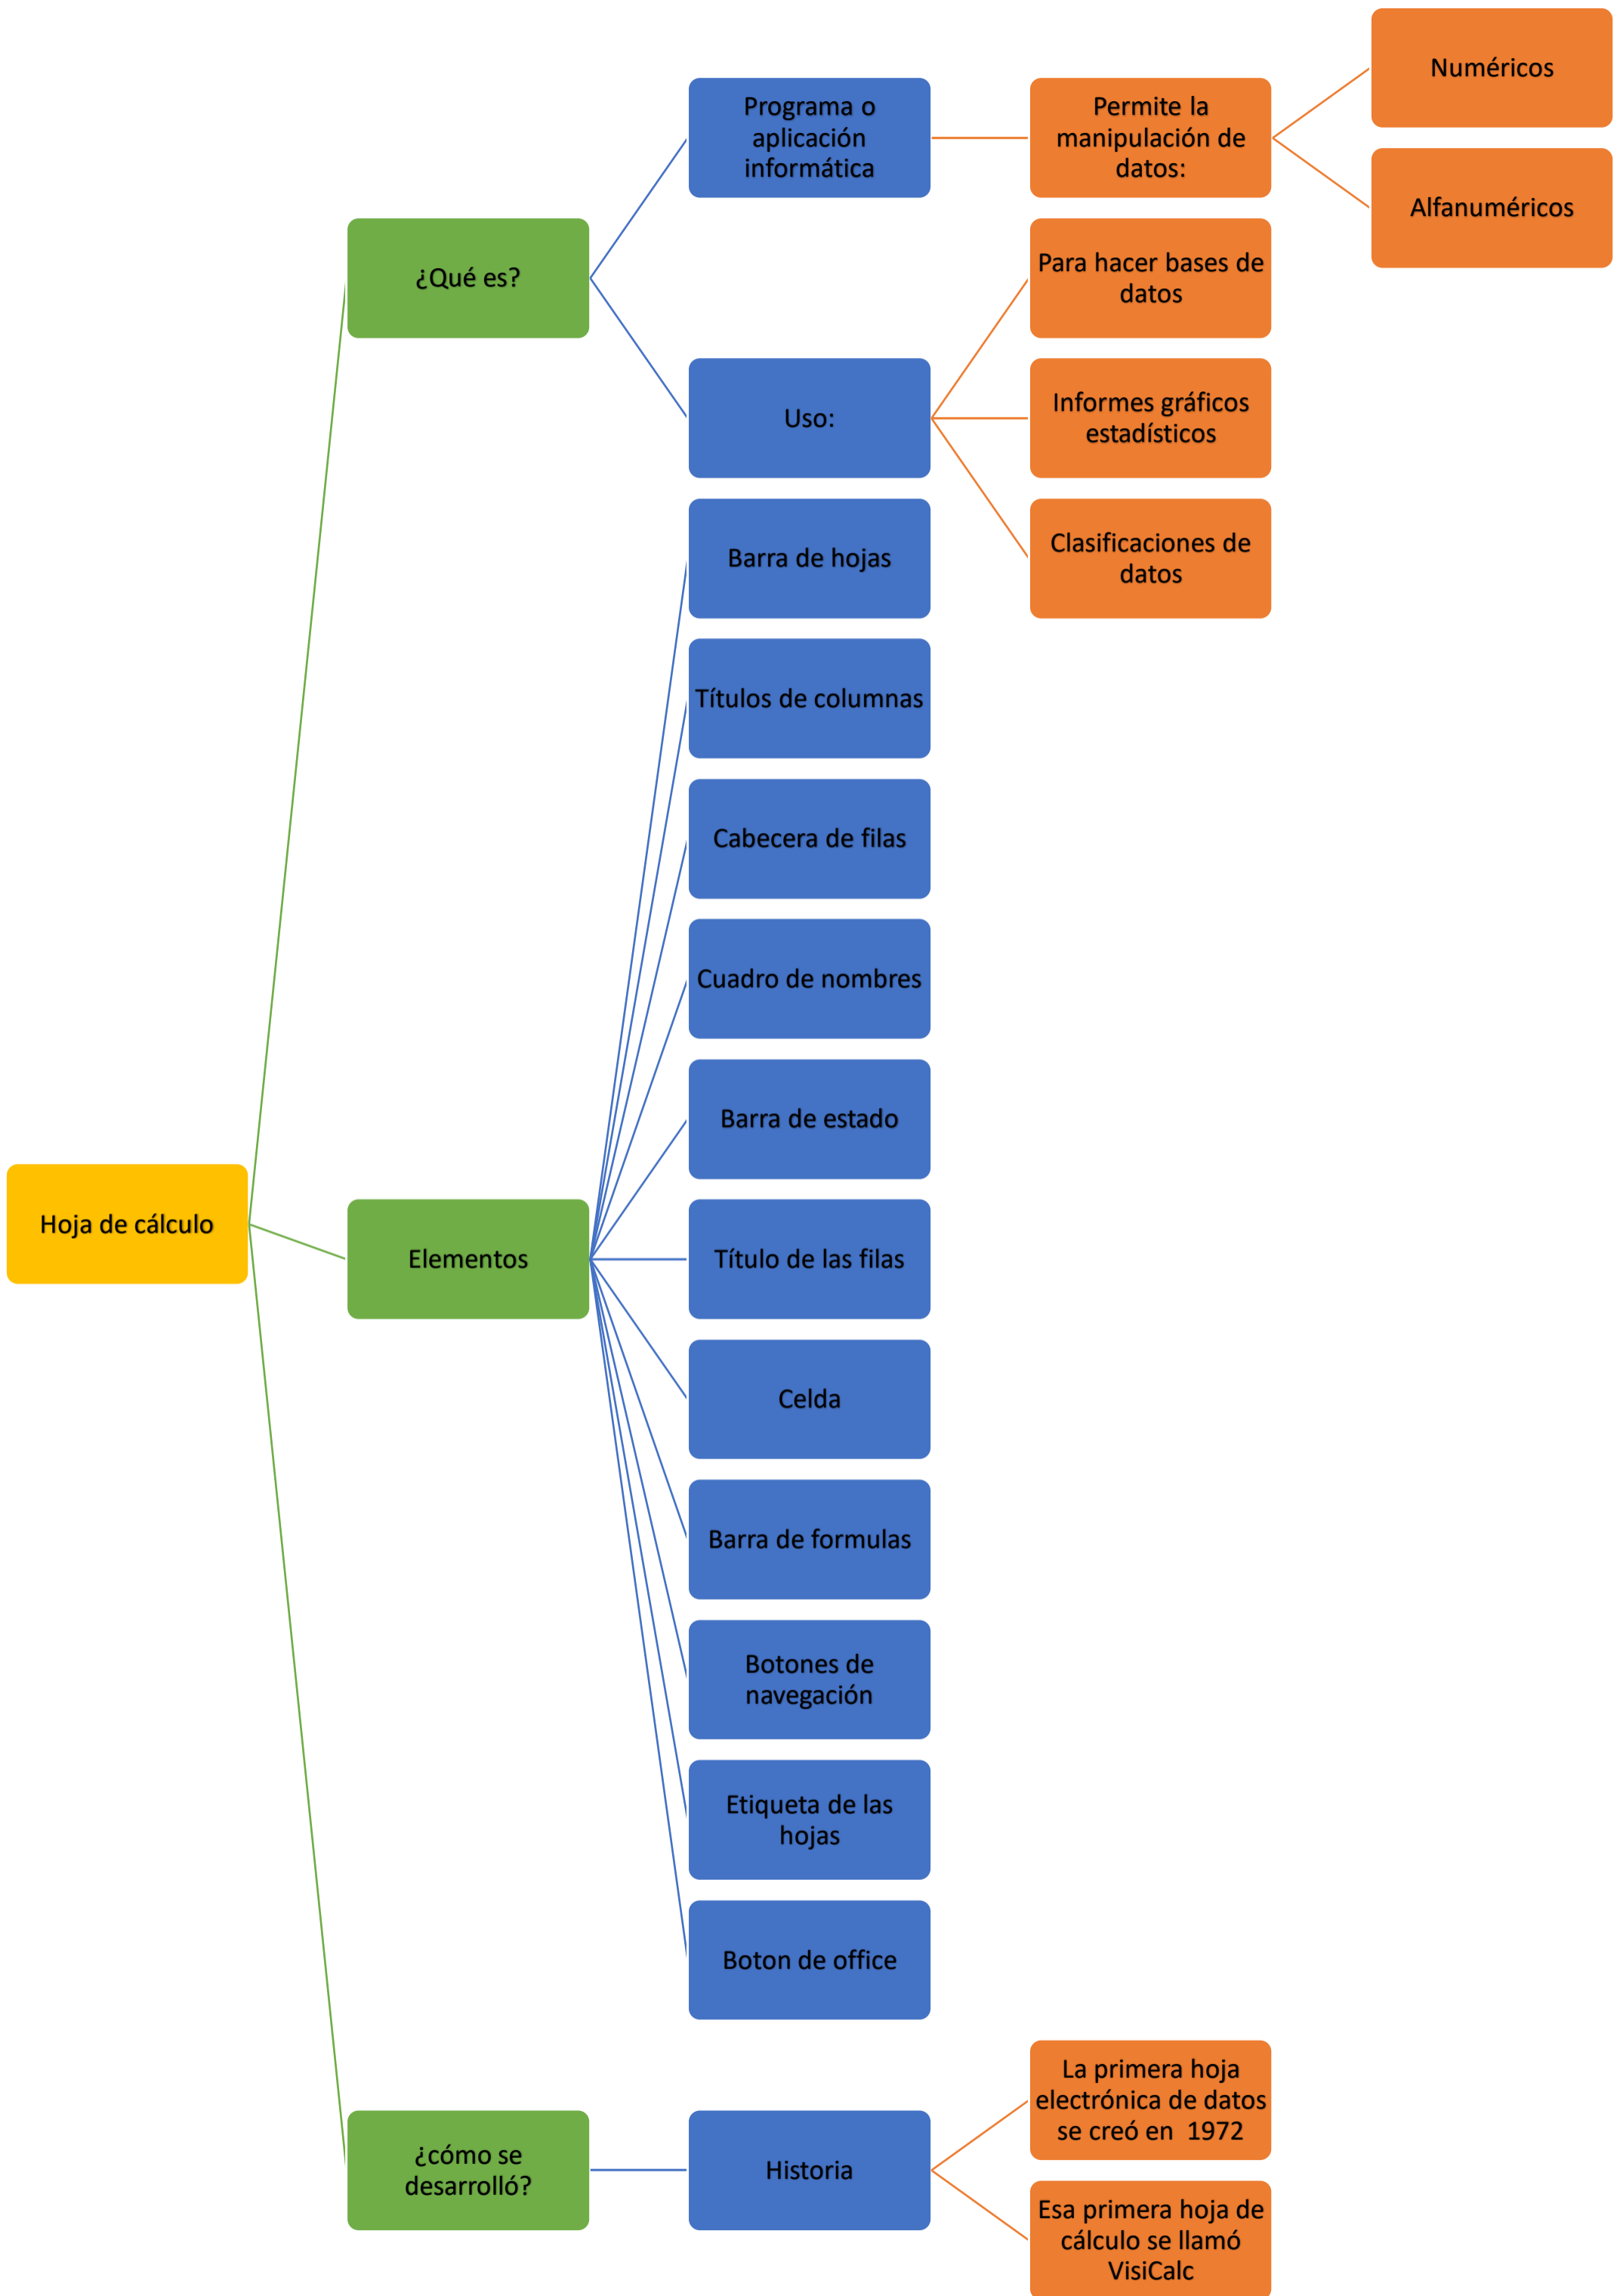 Hoja de cálculo
¿Qué es?
Programa o
aplicación
informática
Permite la
manipulación de
datos:
Numéricos
Alfanuméricos
Uso:
Para hacer bases de
datos
Informes gráficos
estadísticos
Clasificaciones de
datos
Elementos
Barra de hojas
Títulos de columnas
Cabecera de filas
Cuadro de nombres
Barra de estado
Título de las filas
Celda
Barra de formulas
Botones de
navegación
Etiqueta de las
hojas
Boton de office
¿cómo se
desarrolló?
Historia
La primera hoja
electrónica de datos
se creó en  1972
Esa primera hoja de
cálculo se llamó
VisiCalc